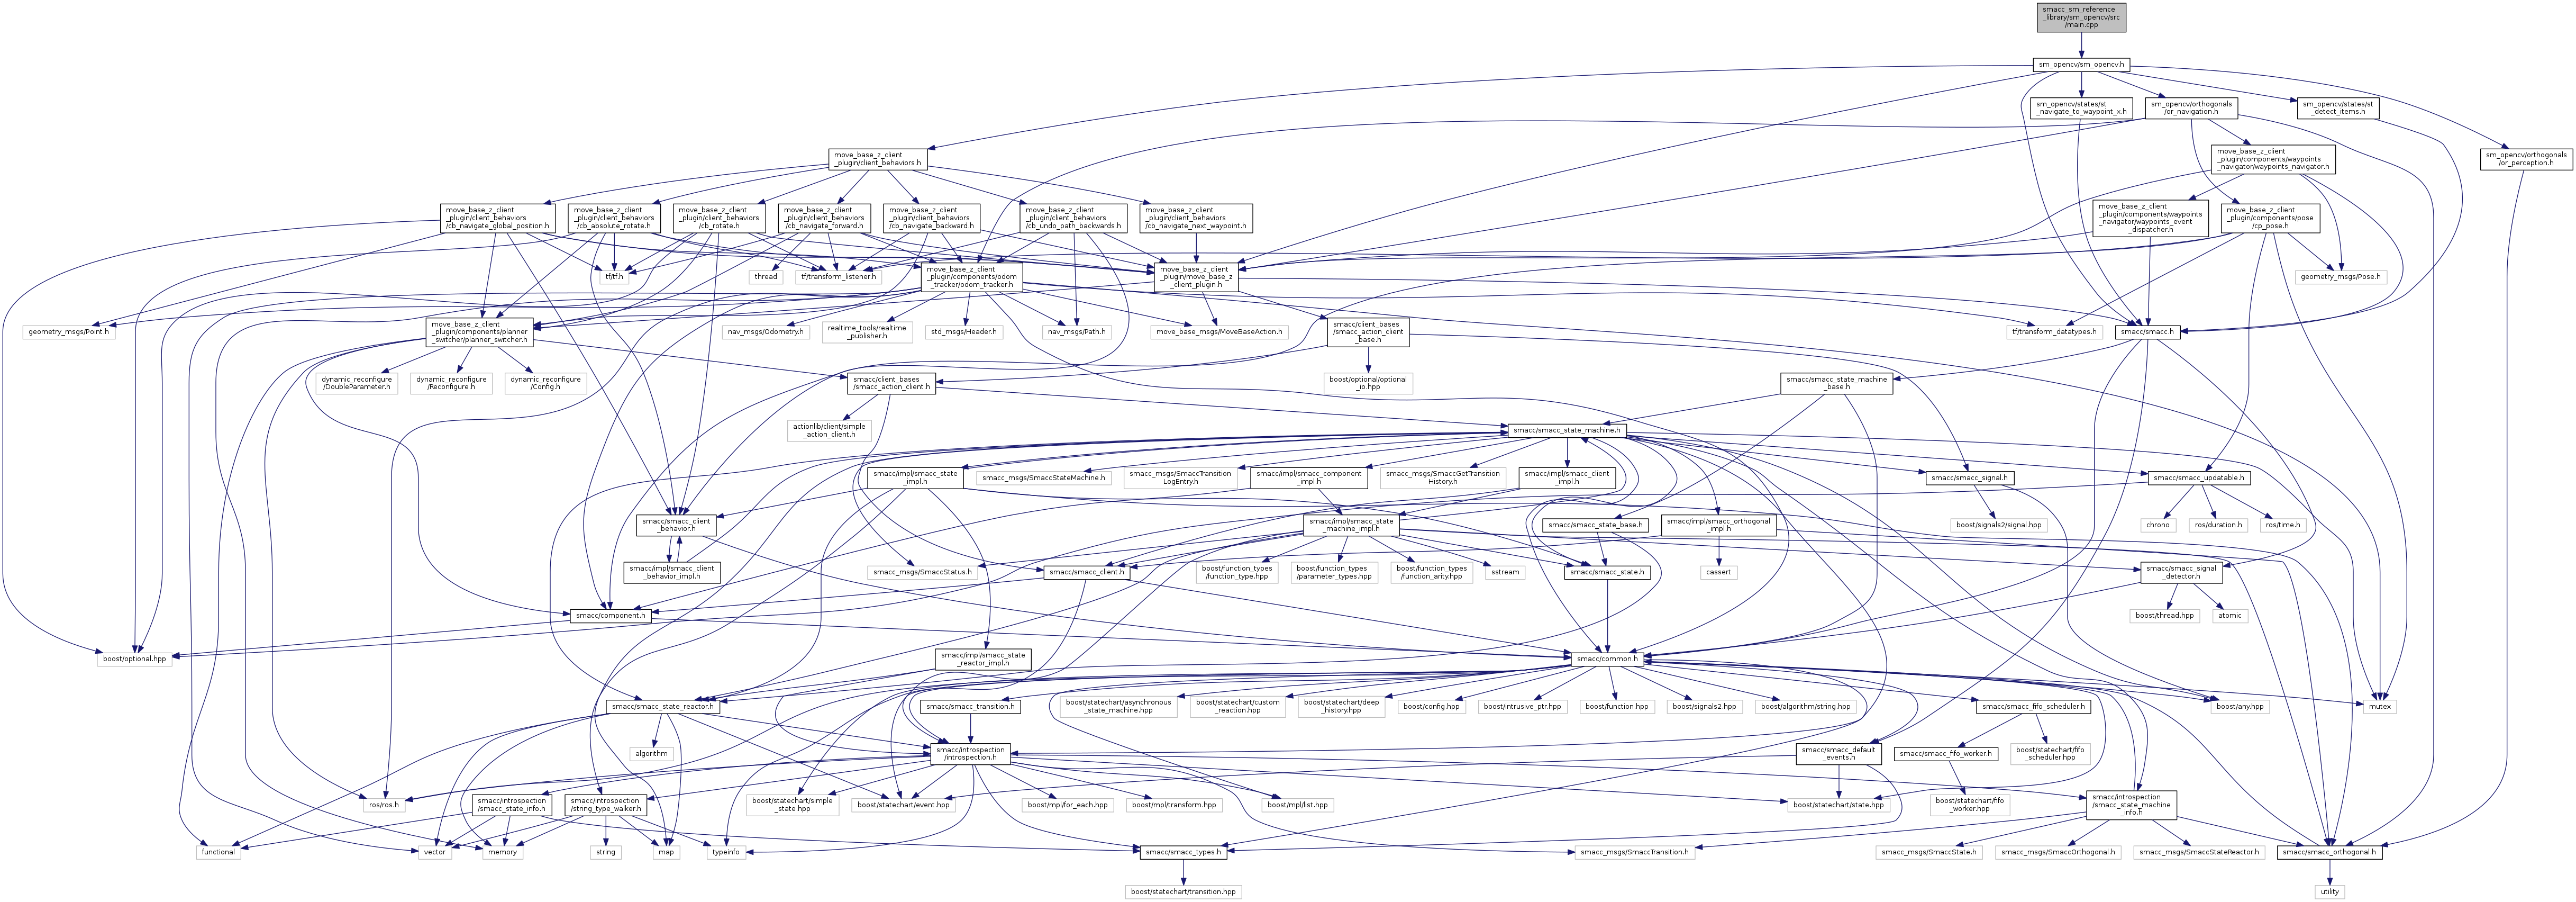 smacc_sm_reference
_library/sm_opencv/src
/main.cpp
sm_opencv/sm_opencv.h
sm_opencv/states/st
_navigate_to_waypoint_x.h
sm_opencv/orthogonals
/or_navigation.h
sm_opencv/states/st
_detect_items.h
move_base_z_client
_plugin/client_behaviors.h
move_base_z_client
_plugin/components/waypoints
_navigator/waypoints_navigator.h
sm_opencv/orthogonals
/or_perception.h
move_base_z_client
_plugin/client_behaviors
/cb_navigate_global_position.h
move_base_z_client
_plugin/client_behaviors
/cb_absolute_rotate.h
move_base_z_client
_plugin/client_behaviors
/cb_rotate.h
move_base_z_client
_plugin/client_behaviors
/cb_navigate_forward.h
move_base_z_client
_plugin/client_behaviors
/cb_navigate_backward.h
move_base_z_client
_plugin/client_behaviors
/cb_undo_path_backwards.h
move_base_z_client
_plugin/client_behaviors
/cb_navigate_next_waypoint.h
move_base_z_client
_plugin/components/waypoints
_navigator/waypoints_event
_dispatcher.h
move_base_z_client
_plugin/components/pose
/cp_pose.h
tf/tf.h
thread
tf/transform_listener.h
move_base_z_client
_plugin/components/odom
_tracker/odom_tracker.h
move_base_z_client
_plugin/move_base_z
_client_plugin.h
geometry_msgs/Pose.h
geometry_msgs/Point.h
move_base_z_client
_plugin/components/planner
_switcher/planner_switcher.h
nav_msgs/Odometry.h
realtime_tools/realtime
_publisher.h
std_msgs/Header.h
nav_msgs/Path.h
move_base_msgs/MoveBaseAction.h
smacc/client_bases
/smacc_action_client
_base.h
tf/transform_datatypes.h
smacc/smacc.h
dynamic_reconfigure
/DoubleParameter.h
dynamic_reconfigure
/Reconfigure.h
dynamic_reconfigure
/Config.h
smacc/client_bases
/smacc_action_client.h
boost/optional/optional
_io.hpp
smacc/smacc_state_machine
_base.h
actionlib/client/simple
_action_client.h
smacc/smacc_state_machine.h
smacc/impl/smacc_state
_impl.h
smacc_msgs/SmaccStateMachine.h
smacc_msgs/SmaccTransition
LogEntry.h
smacc/impl/smacc_component
_impl.h
smacc_msgs/SmaccGetTransition
History.h
smacc/impl/smacc_client
_impl.h
smacc/smacc_signal.h
smacc/smacc_updatable.h
smacc/smacc_client
_behavior.h
smacc/impl/smacc_state
_machine_impl.h
smacc/smacc_state_base.h
smacc/impl/smacc_orthogonal
_impl.h
boost/signals2/signal.hpp
chrono
ros/duration.h
ros/time.h
smacc/impl/smacc_client
_behavior_impl.h
smacc_msgs/SmaccStatus.h
smacc/smacc_client.h
boost/function_types
/function_type.hpp
boost/function_types
/parameter_types.hpp
boost/function_types
/function_arity.hpp
sstream
smacc/smacc_state.h
cassert
smacc/smacc_signal
_detector.h
smacc/component.h
boost/thread.hpp
atomic
boost/optional.hpp
smacc/impl/smacc_state
_reactor_impl.h
smacc/common.h
smacc/smacc_state_reactor.h
smacc/smacc_transition.h
boost/statechart/asynchronous
_state_machine.hpp
boost/statechart/custom
_reaction.hpp
boost/statechart/deep
_history.hpp
boost/config.hpp
boost/intrusive_ptr.hpp
boost/function.hpp
boost/signals2.hpp
boost/algorithm/string.hpp
smacc/smacc_fifo_scheduler.h
boost/any.hpp
mutex
algorithm
smacc/introspection
/introspection.h
smacc/smacc_default
_events.h
smacc/smacc_fifo_worker.h
boost/statechart/fifo
_scheduler.hpp
ros/ros.h
smacc/introspection
/smacc_state_info.h
smacc/introspection
/string_type_walker.h
boost/statechart/simple
_state.hpp
boost/statechart/event.hpp
boost/mpl/for_each.hpp
boost/mpl/transform.hpp
boost/mpl/list.hpp
boost/statechart/state.hpp
boost/statechart/fifo
_worker.hpp
smacc/introspection
/smacc_state_machine
_info.h
functional
vector
memory
string
map
typeinfo
smacc/smacc_types.h
smacc_msgs/SmaccTransition.h
smacc_msgs/SmaccState.h
smacc_msgs/SmaccOrthogonal.h
smacc_msgs/SmaccStateReactor.h
smacc/smacc_orthogonal.h
boost/statechart/transition.hpp
utility